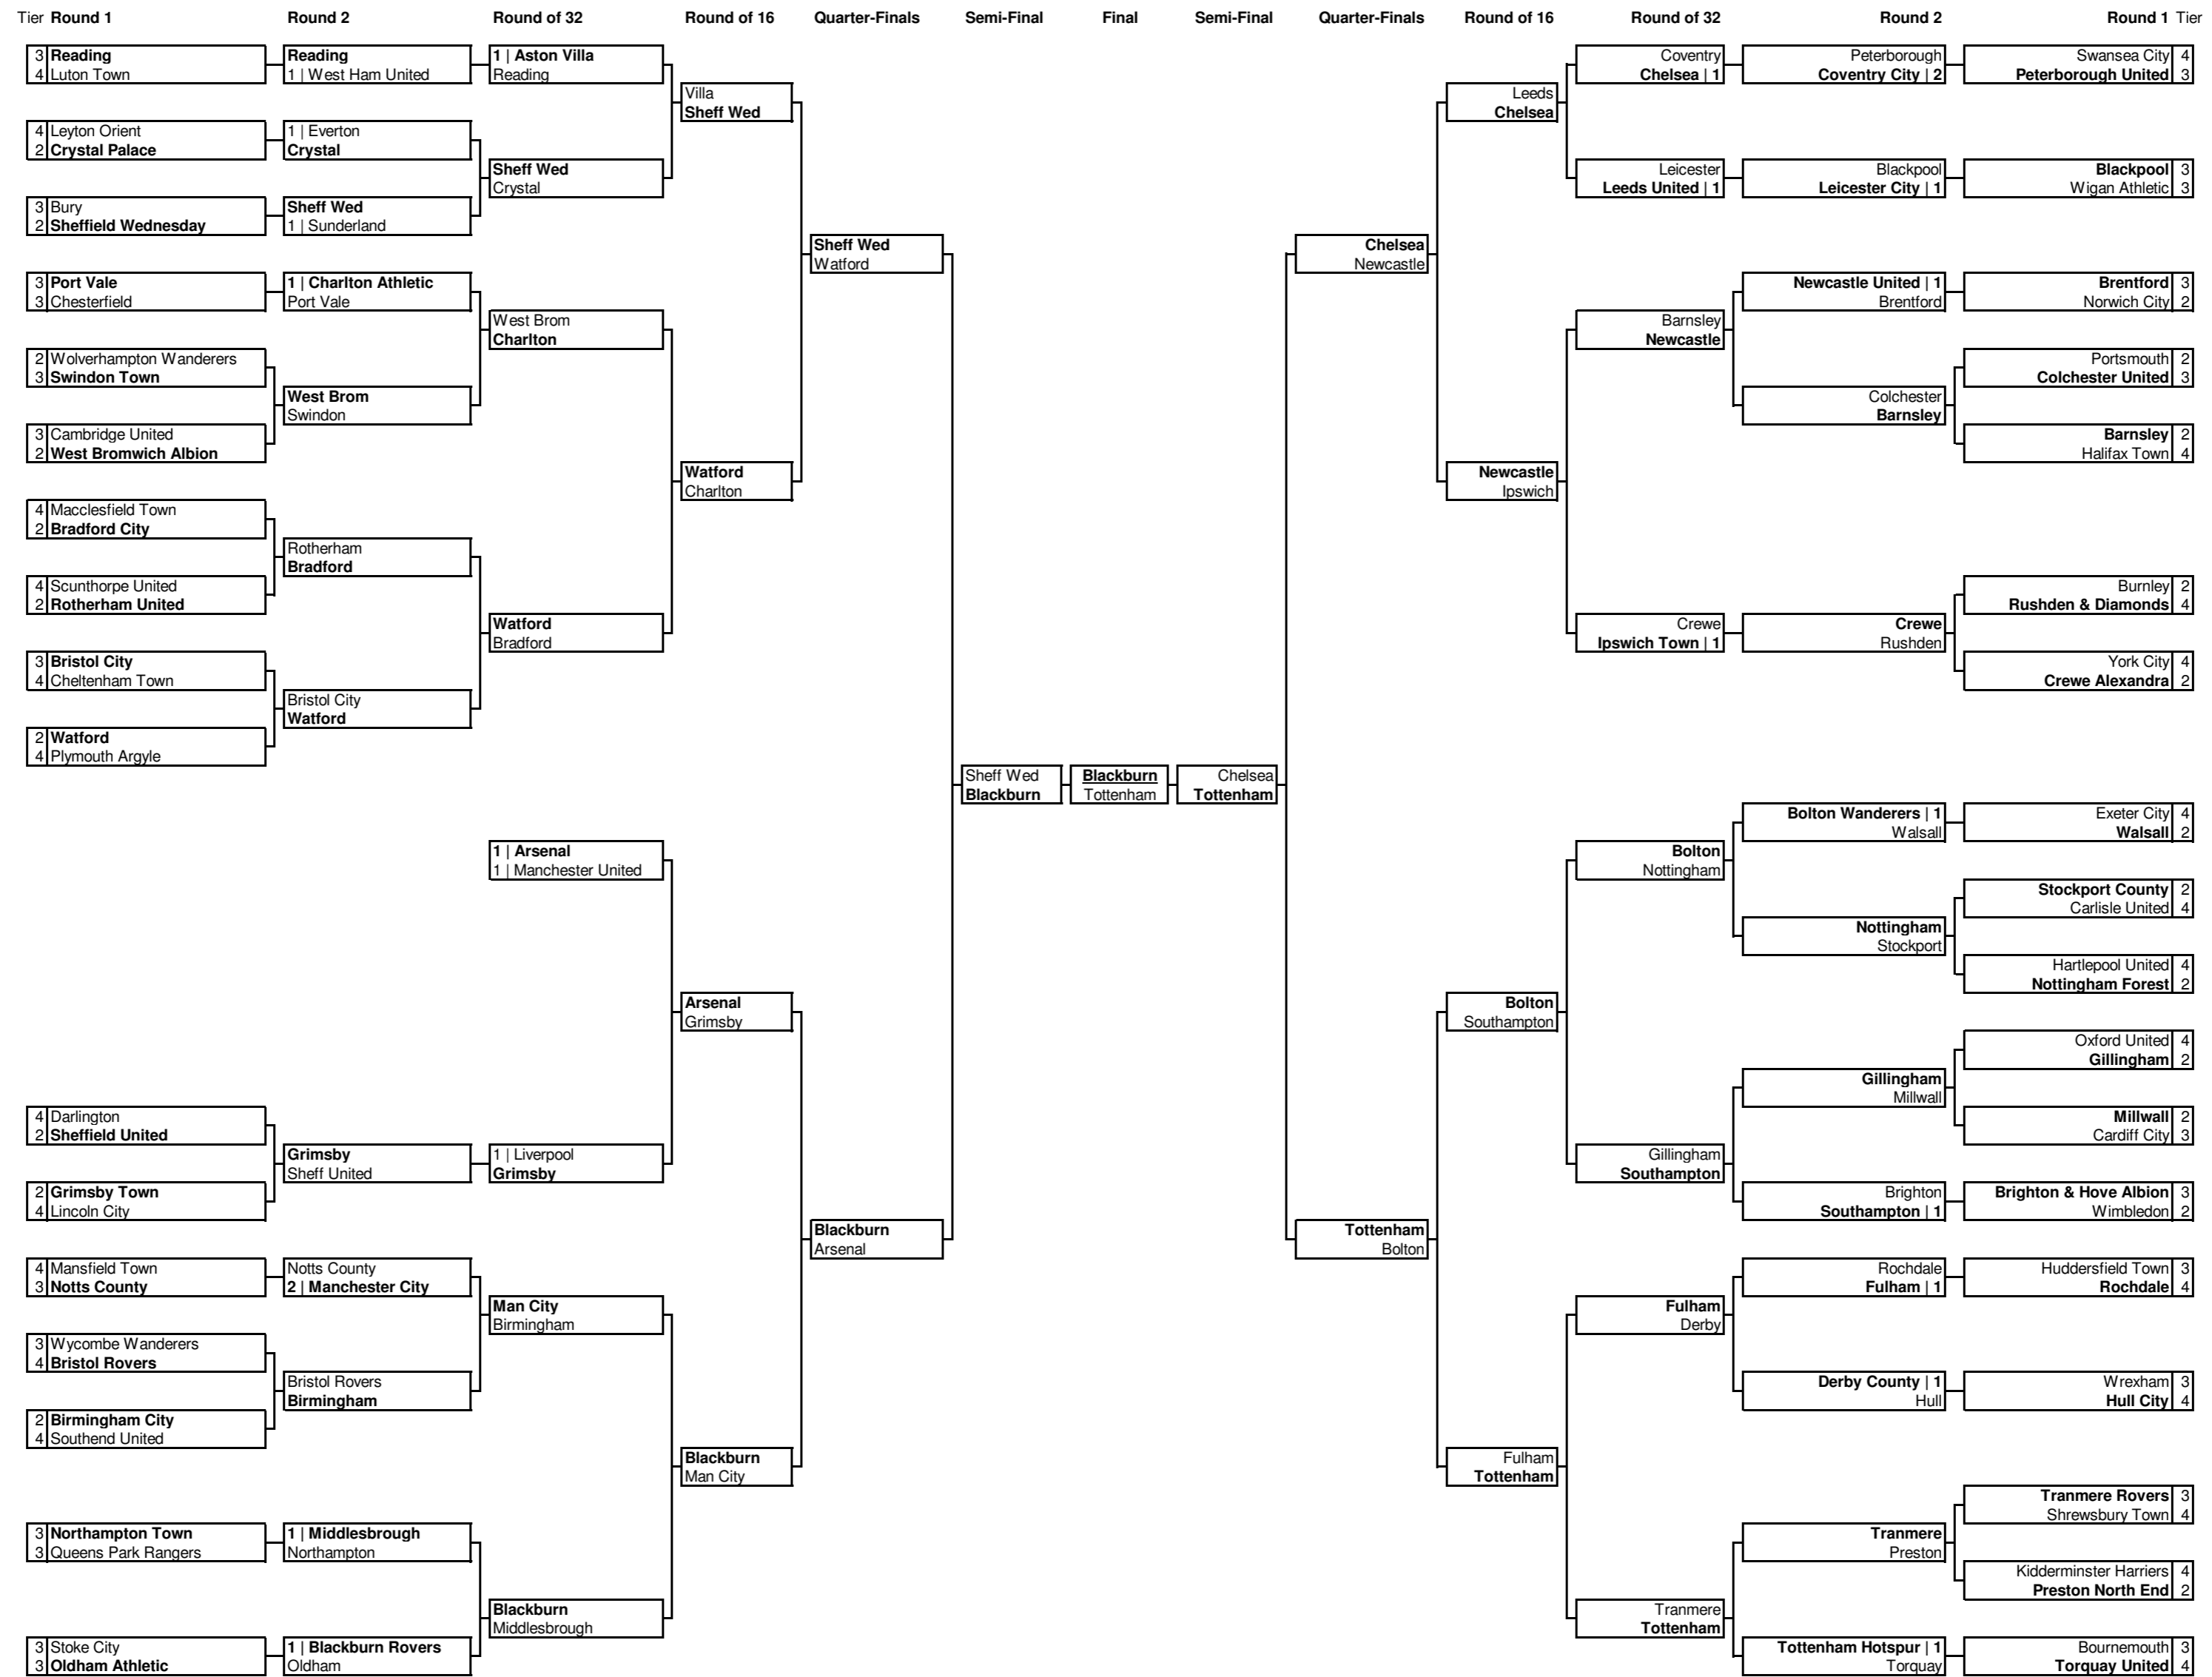 Tier Round 1 Round 2 Round of 32 Round of 16 Quarter-Finals Semi-Final Final Semi-Final Quarter-Finals Round of 16 Round of 32 Round 2 Round 1 Tier
3 Reading
4 Luton Town
4 Leyton Orient
2 Crystal Palace
3 Bury
2 Sheffield Wednesday
3 Port Vale
3 Chesterfield
2 Wolverhampton Wanderers
3 Swindon Town
3 Cambridge United
2 West Bromwich Albion
4 Macclesfield Town
2 Bradford City
4 Scunthorpe United
2 Rotherham United
3 Bristol City
4 Cheltenham Town
2 Watford
4 Plymouth Argyle
4 Darlington
2 Sheffield United
2 Grimsby Town
4 Lincoln City
4 Mansfield Town
3 Notts County
3 Wycombe Wanderers
4 Bristol Rovers
2 Birmingham City
4 Southend United
3 Northampton Town
3 Queens Park Rangers
3 Stoke City
3 Oldham Athletic
Reading
1 | West Ham United
1 | Everton
Crystal
Sheff Wed
1 | Sunderland
1 | Charlton Athletic
Port Vale
West Brom
Swindon
Rotherham
Bradford
Bristol City
Watford
Grimsby
Sheff United
Notts County
2 | Manchester City
Bristol Rovers
Birmingham
1 | Middlesbrough
Northampton
1 | Blackburn Rovers
Oldham
1 | Aston Villa
Reading
Sheff Wed
Crystal
West Brom
Charlton
Watford
Bradford
1 | Arsenal
1 | Manchester United
1 | Liverpool
Grimsby
Man City
Birmingham
Blackburn
Middlesbrough
Villa
Sheff Wed
Watford
Charlton
Arsenal
Grimsby
Blackburn
Man City
Sheff Wed
Watford
Blackburn
Arsenal
Sheff Wed
Blackburn
Blackburn
Tottenham
Chelsea
Tottenham
Chelsea
Newcastle
Tottenham
Bolton
Leeds
Chelsea
Newcastle
Ipswich
Bolton
Southampton
Fulham
Tottenham
Coventry
Chelsea | 1
Leicester
Leeds United | 1
Barnsley
Newcastle
Crewe
Ipswich Town | 1
Bolton
Nottingham
Gillingham
Southampton
Fulham
Derby
Tranmere
Tottenham
Peterborough
Coventry City | 2
Blackpool
Leicester City | 1
Newcastle United | 1
Brentford
Colchester
Barnsley
Crewe
Rushden
Bolton Wanderers | 1
Walsall
Nottingham
Stockport
Gillingham
Millwall
Brighton
Southampton | 1
Rochdale
Fulham | 1
Derby County | 1
Hull
Tranmere
Preston
Tottenham Hotspur | 1
Torquay
Swansea City 4
Peterborough United 3
Blackpool 3
Wigan Athletic 3
Brentford 3
Norwich City 2
Portsmouth 2
Colchester United 3
Barnsley 2
Halifax Town 4
Burnley 2
Rushden & Diamonds 4
York City 4
Crewe Alexandra 2
Exeter City 4
Walsall 2
Stockport County 2
Carlisle United 4
Hartlepool United 4
Nottingham Forest 2
Oxford United 4
Gillingham 2
Millwall 2
Cardiff City 3
Brighton & Hove Albion 3
Wimbledon 2
Huddersfield Town 3
Rochdale 4
Wrexham 3
Hull City 4
Tranmere Rovers 3
Shrewsbury Town 4
Kidderminster Harriers 4
Preston North End 2
Bournemouth 3
Torquay United 4